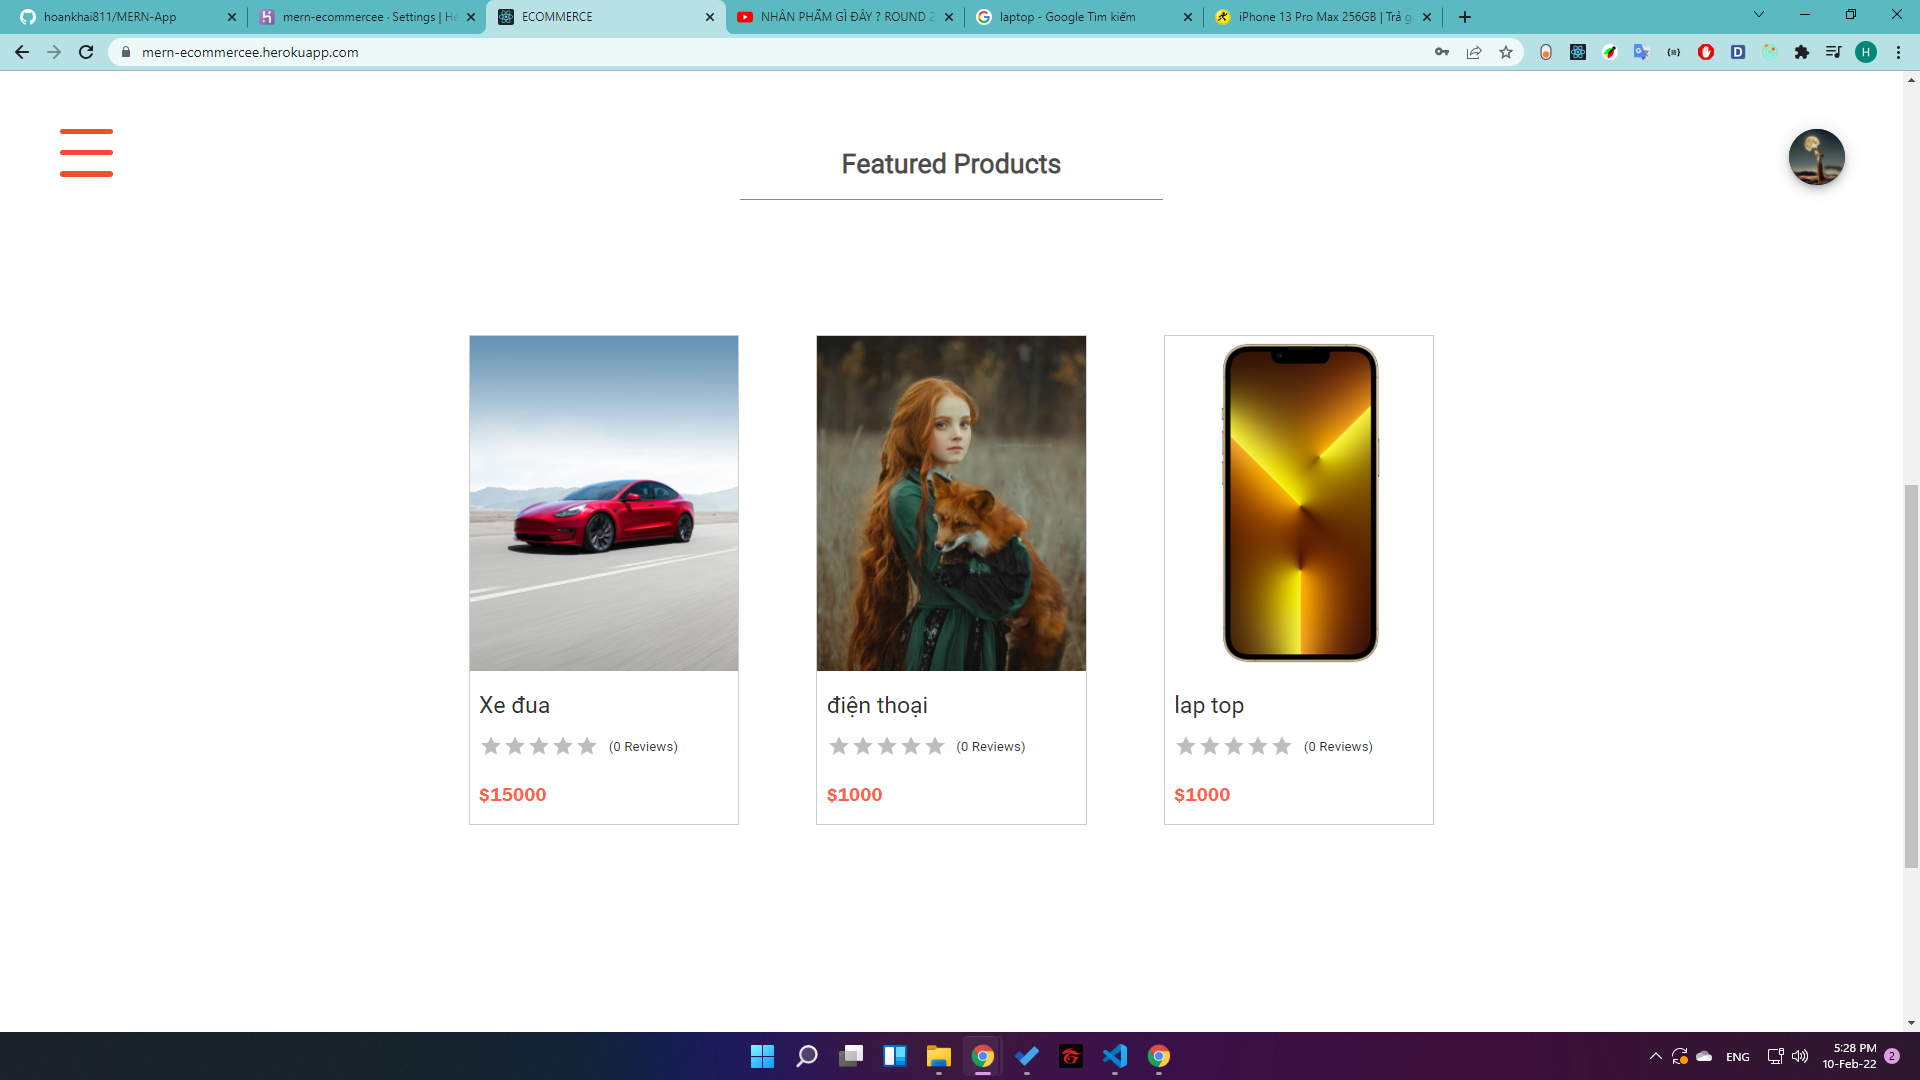 hoankhai811/MERN-App
mern-ecommercee · Settings | He
ECOMMERCE
NHÂN PHẨM GÌ ĐÂY ? ROUND 2
laptop - Google Tìm kiếm
iPhone 13 Pro Max 256GB | Trả g
mern-ecommercee.herokuapp.com
H
Featured Products
Xe đua
(0 Reviews)
$15000
điện thoại
(0 Reviews)
$1000
lap top
(0 Reviews)
$1000
ENG
5:28 PM
10-Feb-22
2